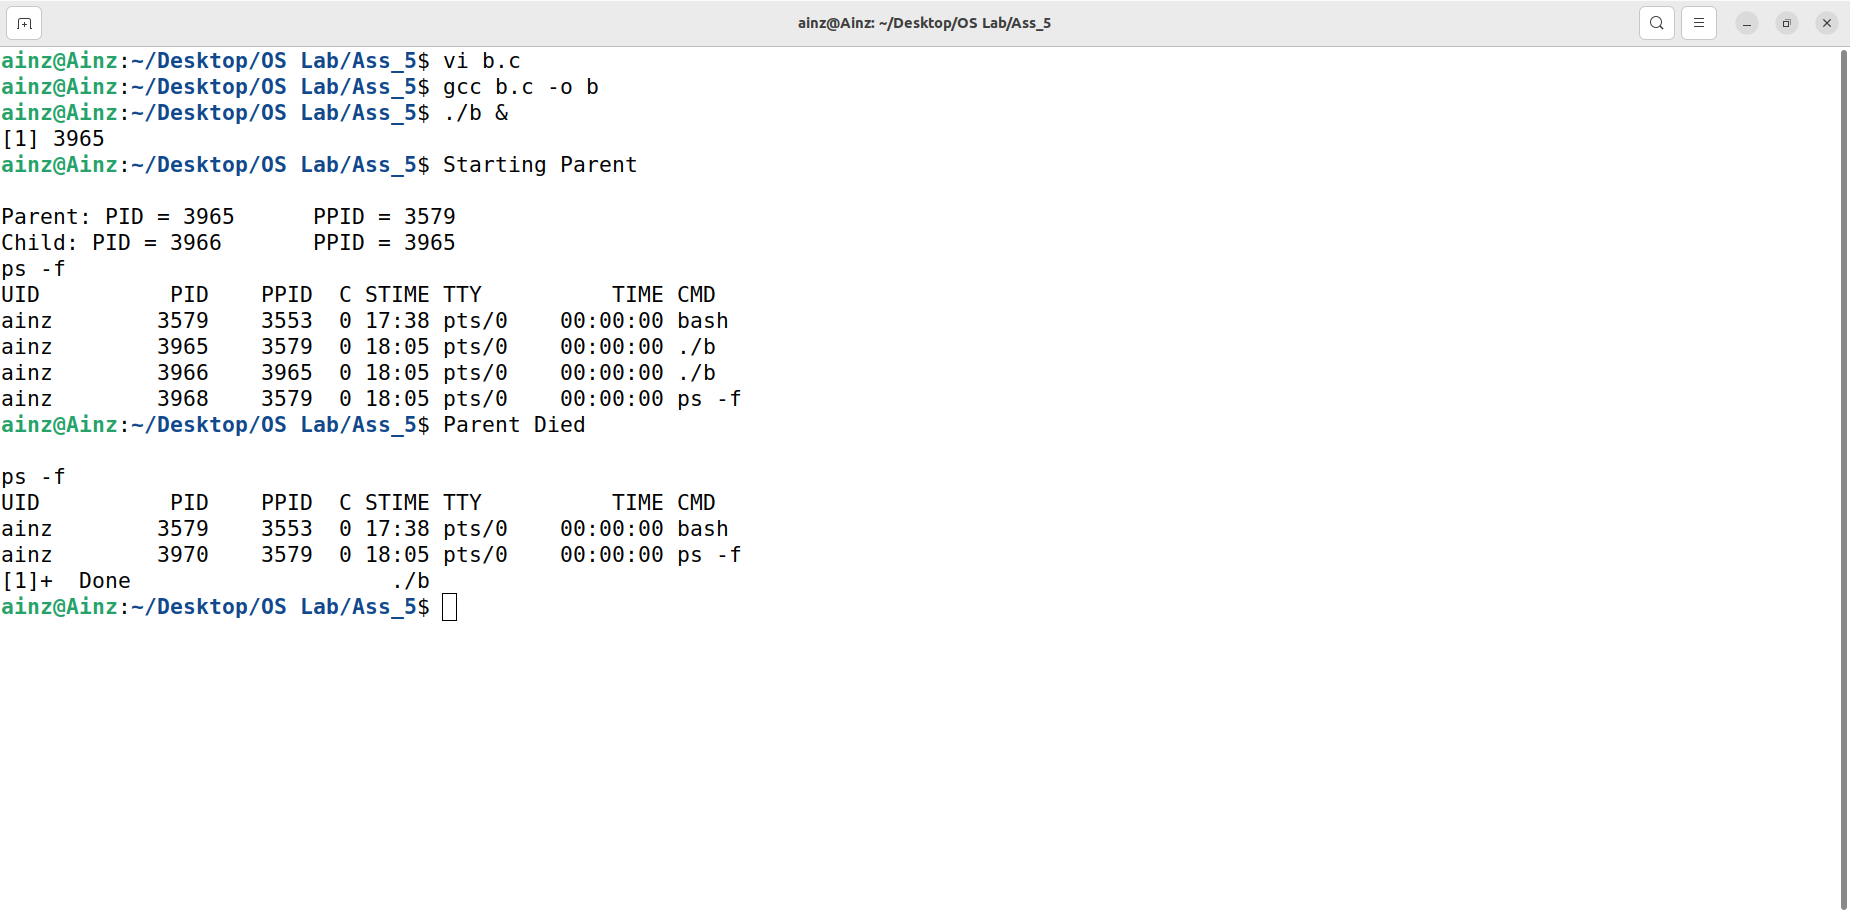 ainz@Ainz: ~/Desktop/OS Lab/Ass_5
ainz@Ainz:~/Desktop/OS Lab/Ass_5$ vi b.c
ainz@Ainz:~/Desktop/OS Lab/Ass_5$ gcc b.c -o b
ainz@Ainz:~/Desktop/OS Lab/Ass_5$ ./b &
[1] 3965
ainz@Ainz:~/Desktop/OS Lab/Ass_5$ Starting Parent
Parent: PID = 3965      PPID = 3579
Child: PID = 3966       PPID = 3965
ps -f
UID          PID    PPID  C STIME TTY          TIME CMD
ainz        3579    3553  0 17:38 pts/0    00:00:00 bash
ainz        3965    3579  0 18:05 pts/0    00:00:00 ./b
ainz        3966    3965  0 18:05 pts/0    00:00:00 ./b
ainz        3968    3579  0 18:05 pts/0    00:00:00 ps -f
ainz@Ainz:~/Desktop/OS Lab/Ass_5$ Parent Died
ps -f
UID          PID    PPID  C STIME TTY          TIME CMD
ainz        3579    3553  0 17:38 pts/0    00:00:00 bash
ainz        3970    3579  0 18:05 pts/0    00:00:00 ps -f
[1]+  Done                    ./b
ainz@Ainz:~/Desktop/OS Lab/Ass_5$